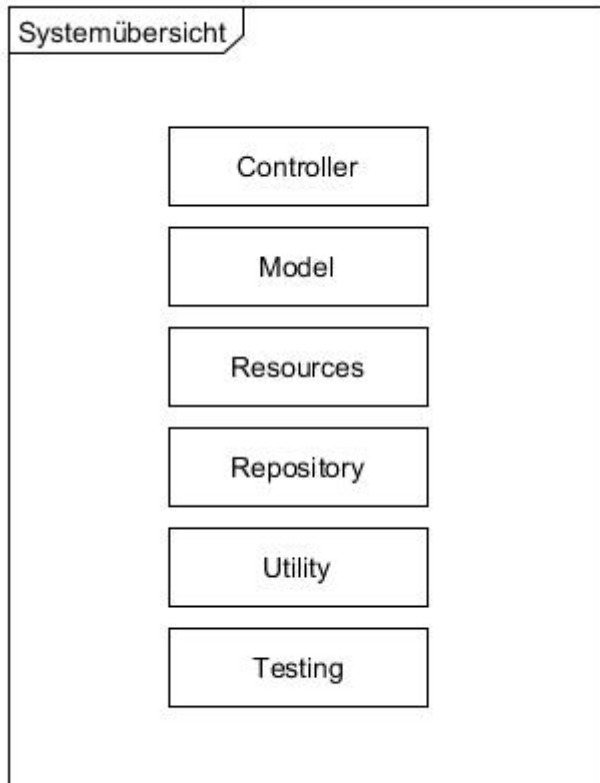 Systemübersicht
Controller
Model
Resources
Repository
Utility
Testing